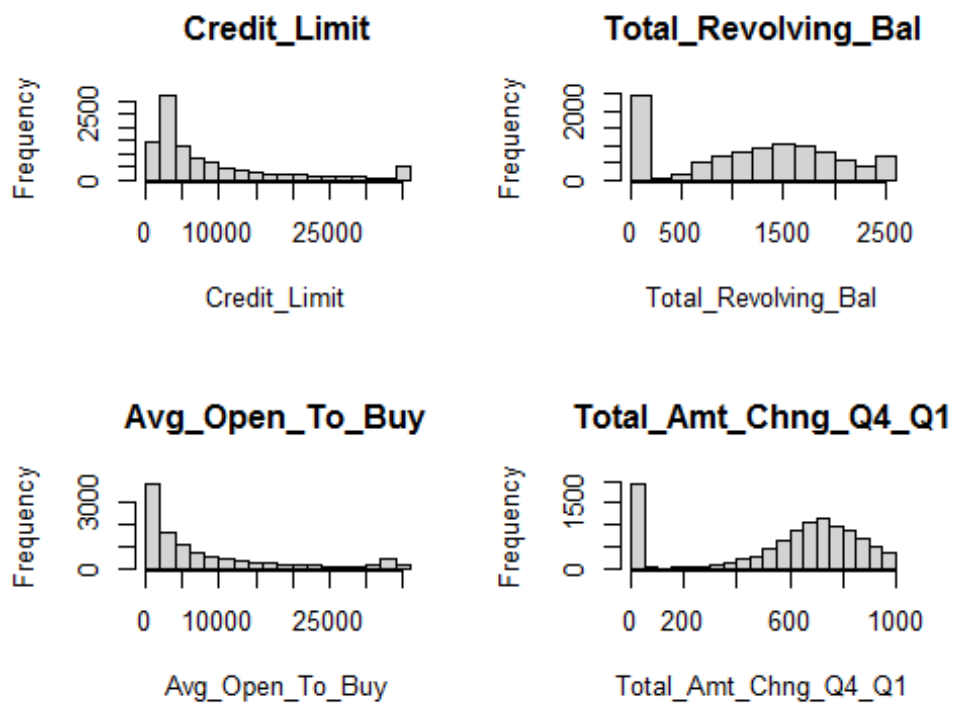 Credit_Limit
Frequency
0 2500
0 10000 25000
Credit_Limit
Total_Revolving_Bal
Frequency
0 2000
0 500 1500 2500
Total_Revolving_Bal
Avg_Open_To_Buy
Frequency
0 3000
0 10000 25000
Avg_Open_To_Buy
Total_Amt_Chng_Q4_Q1
Frequency
0 1500
0 200 600 1000
Total_Amt_Chng_Q4_Q1